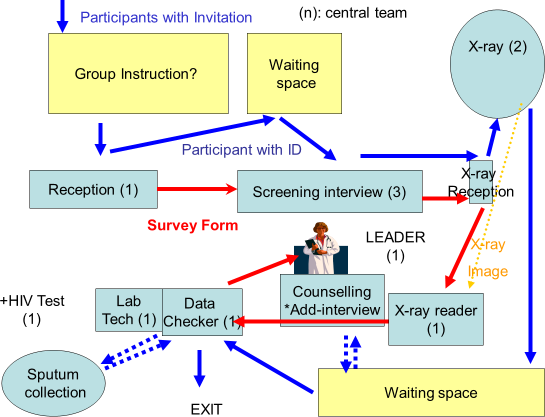 Participants with Invitation
(n): central team
Group Instruction?
Waiting
space
X-ray (2)
Participant with ID
Reception (1)
Screening interview (3)
X-ray
Reception
Survey Form
LEADER
(1)
X-ray
Image
+HIV Test
(1)
Lab
Tech (1)
Data
Checker (1)
Counselling
*Add-interview
X-ray reader
(1)
Sputum
collection
EXIT
Waiting space